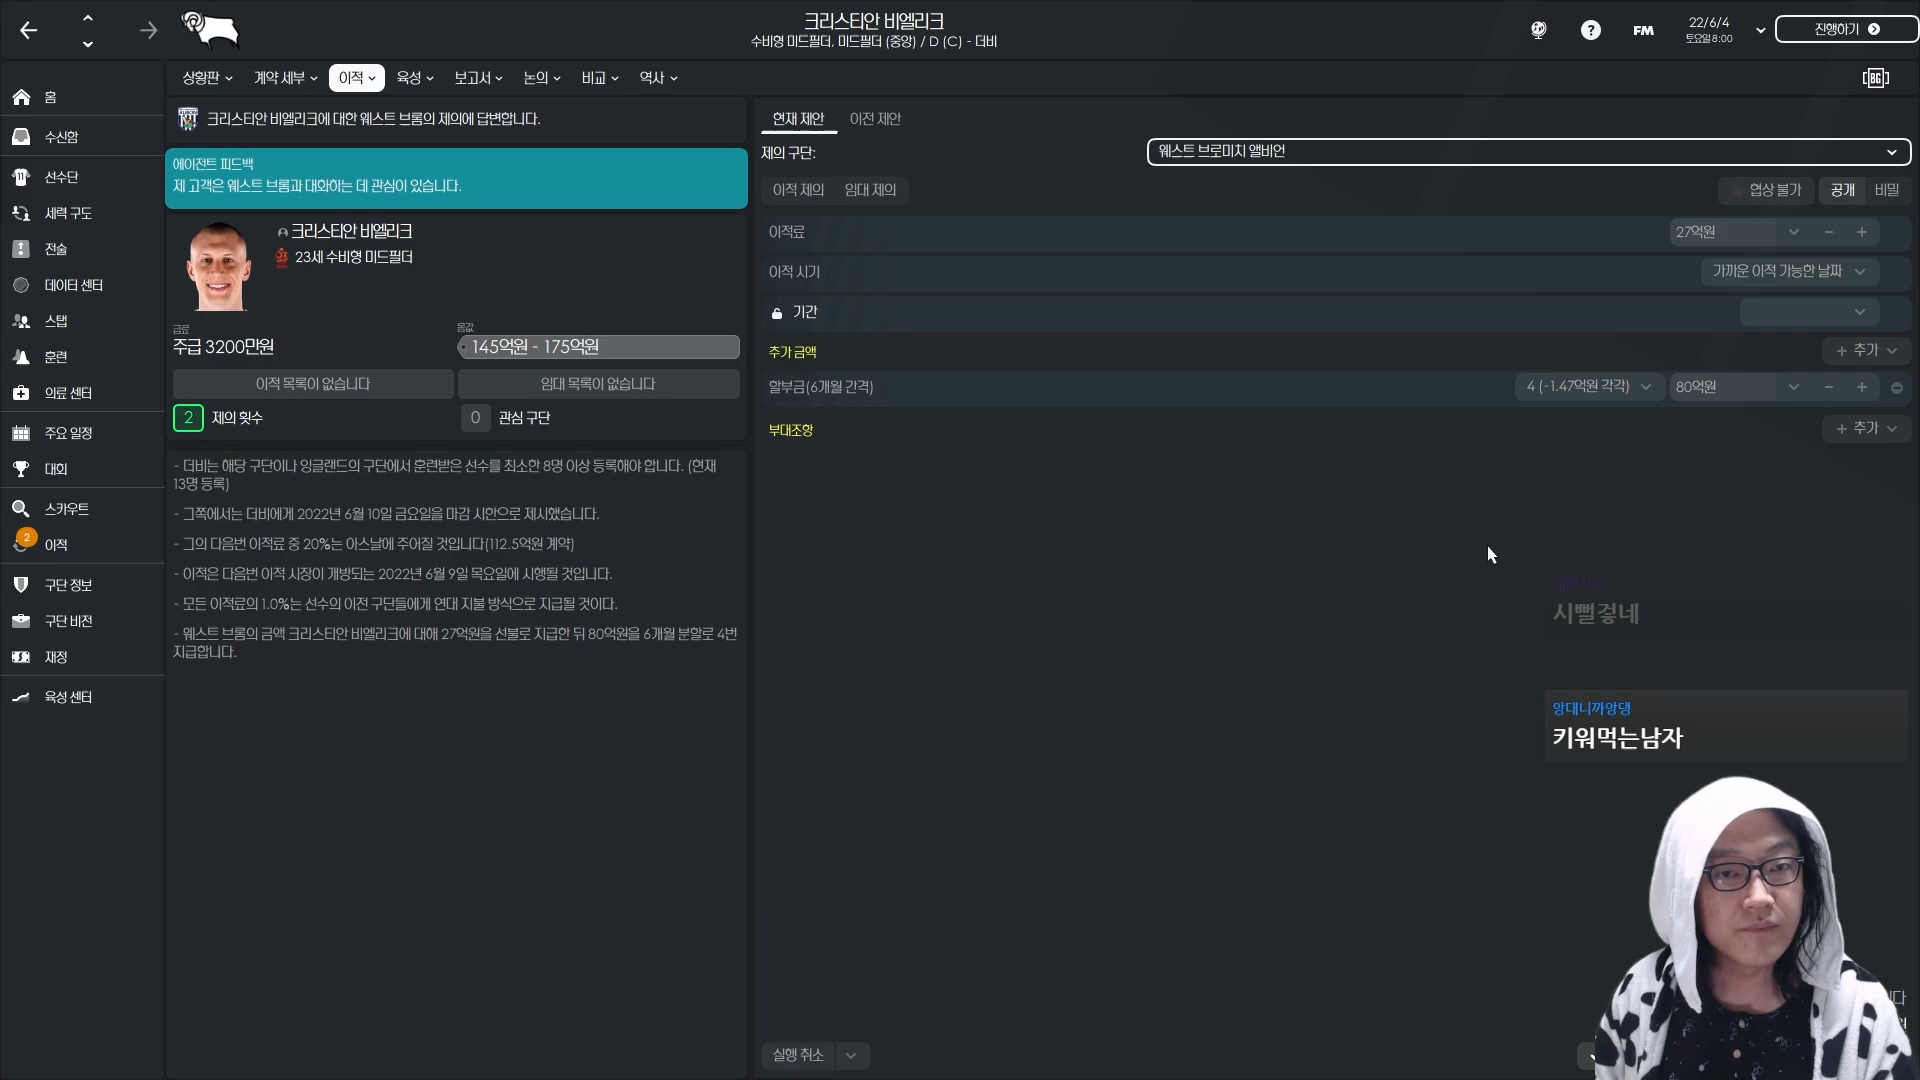 크리스티안 비엘리크
수비형 미드필더, 미드필더 (중앙) / D (C) - 더비
FM
22/6/4
토요일 8:00
진행하기
홈
수신함
선수단
세력 구도
전술
데이터 센터
스탭
훈련
의료 센터
주요 일정
대회
스카우트
2
이적
구단 정보
구단 비전
재정
육성 센터
상황판
계약 세부
이적
육성
보고서
논의
비교
역사
[BG]
크리스티안 비엘리크에 대한 웨스트 브롬의 제의에 답변합니다.
에이전트 피드백
제 고객은 웨스트 브롬과 대화하는 데 관심이 있습니다.
크리스티안 비엘리크
23세 수비형 미드필더
급료
주급 3200만원
몸값
145억원 - 175억원
이적 목록이 없습니다
임대 목록이 없습니다
2 제의 횟수
0 관심 구단
- 더비는 해당 구단이나 잉글랜드의 구단에서 훈련받은 선수를 최소한 8명 이상 등록해야 합니다. (현재
13명 등록)
- 그쪽에서는 더비에게 2022년 6월 10일 금요일을 마감 시한으로 제시했습니다.
- 그의 다음번 이적료 중 20%는 아스날에 주어질 것입니다(112.5억원 계약)
- 이적은 다음번 이적 시장이 개방되는 2022년 6월 9일 목요일에 시행될 것입니다.
- 모든 이적료의 1.0%는 선수의 이전 구단들에게 연대 지불 방식으로 지급될 것이다.
- 웨스트 브롬의 금액 크리스티안 비엘리크에 대해 27억원을 선불로 지급한 뒤 80억원을 6개월 분할로 4번
지급합니다.
현재 제안
이전 제안
제의 구단:
웨스트 브로미치 앨비언
이적 제의
임대 제의
협상 불가
공개
비밀
이적료
27억원
이적 시기
가까운 이적 가능한 날짜
기간
추가 금액
+ 추가
할부금(6개월 간격)
4 (-1.47억원 각각)
80억원
부대조항
+ 추가
시뻘겋네
앙대니까앙댕
키워먹는남자
실행 취소